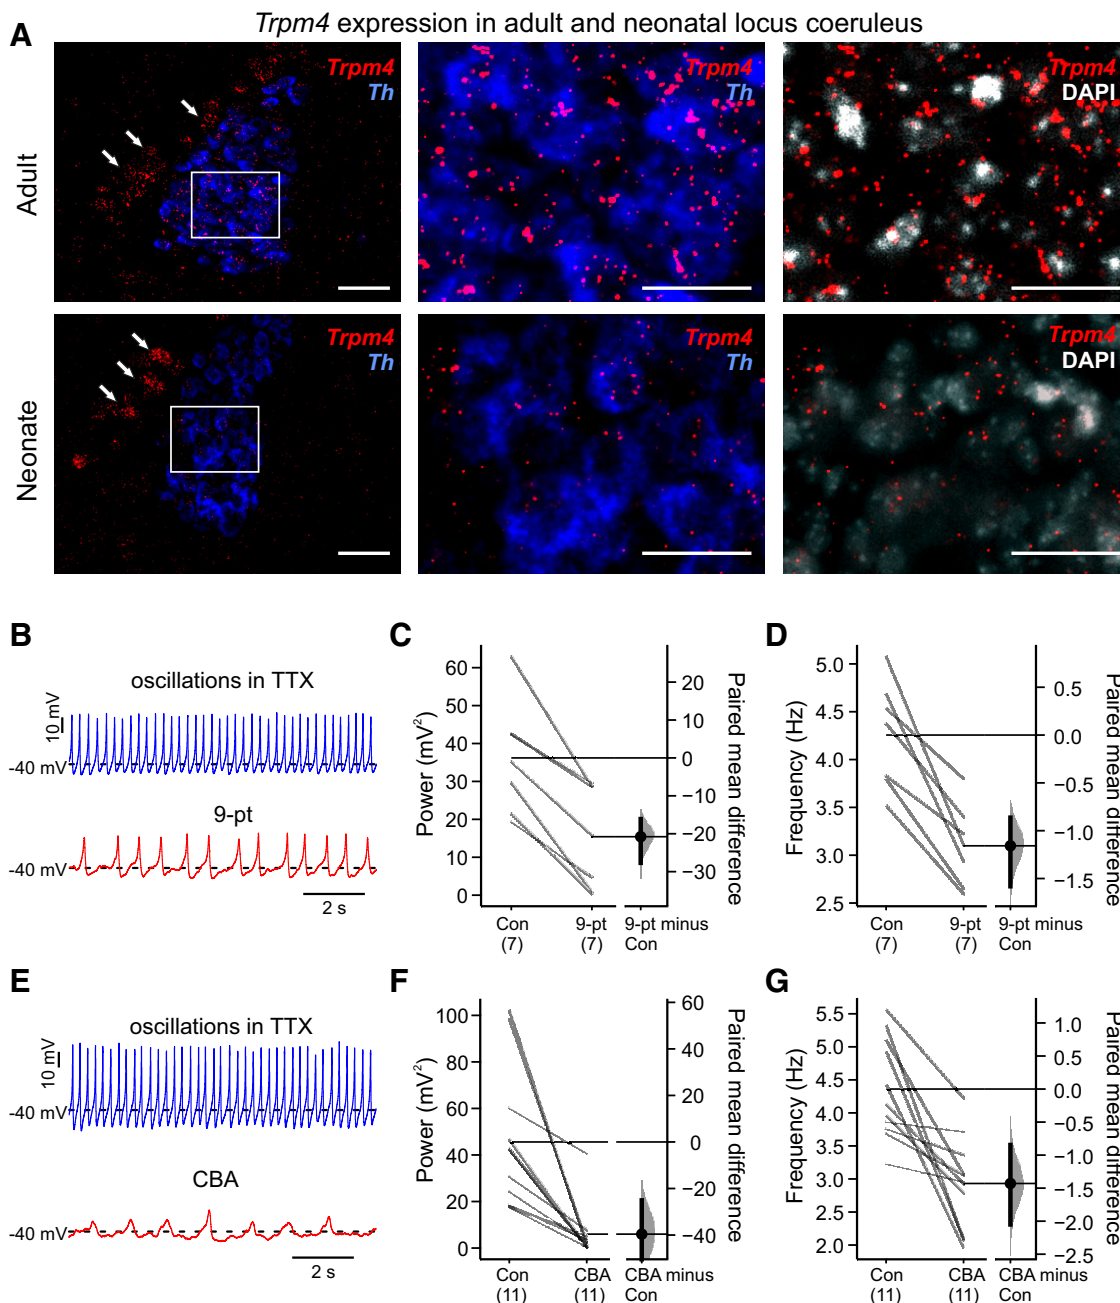 Trpm4 expression in adult and neonatal locus coeruleus
A
Adult
Trpm4
Th
Trpm4
Th
Trpm4
DAPI
Neonate
Trpm4
Th
Trpm4
Th
Trpm4
DAPI
B
oscillations in TTX
10 mV
-40 mV
9-pt
-40 mV
2 s
C
Power (mV²)
60
50
40
30
20
10
0
20
10
0
−10
−20
−30
Paired mean difference
Con
(7)
9-pt
(7)
9-pt minus
Con
D
Frequency (Hz)
5.0
4.5
4.0
3.5
3.0
2.5
0.5
0.0
−0.5
−1.0
−1.5
Paired mean difference
Con
(7)
9-pt
(7)
9-pt minus
Con
E
oscillations in TTX
10 mV
-40 mV
CBA
-40 mV
2 s
F
Power (mV²)
100
80
60
40
20
0
60
40
20
0
−20
−40
Paired mean difference
Con
(11)
CBA
(11)
CBA minus
Con
G
Frequency (Hz)
5.5
5.0
4.5
4.0
3.5
3.0
2.5
2.0
1.0
0.5
0.0
−0.5
−1.0
−1.5
−2.0
−2.5
Paired mean difference
Con
(11)
CBA
(11)
CBA minus
Con